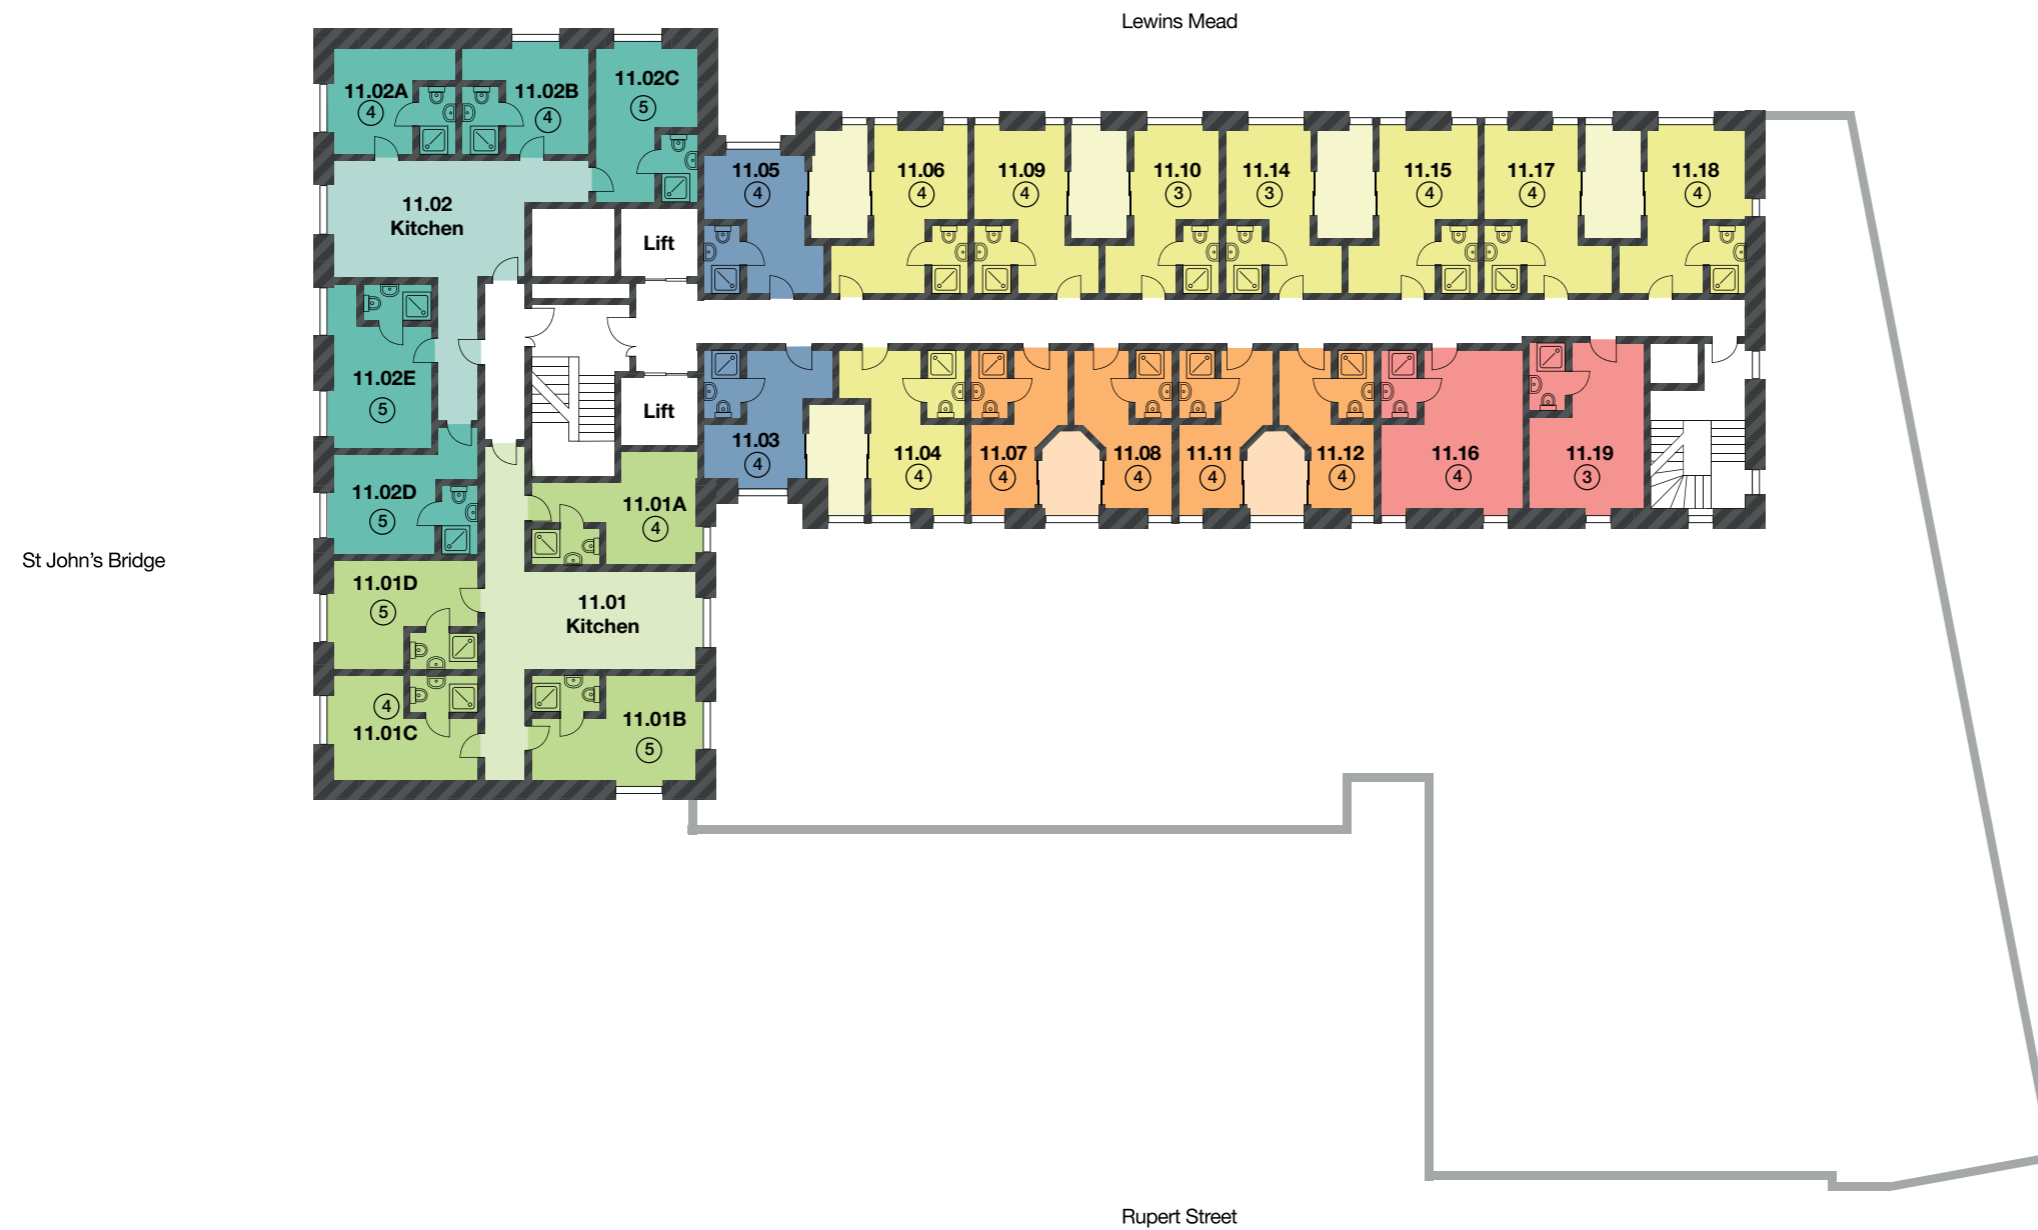 Lewins Mead
11.02A
4
11.02B
4
11.02C
5
11.02
Kitchen
Lift
11.05
4
11.06
4
11.09
4
11.10
3
11.14
3
11.15
4
11.17
4
11.18
4
11.02E
5
Lift
11.03
4
11.04
4
11.07
4
11.08
4
11.11
4
11.12
4
11.16
4
11.19
3
11.02D
5
11.01A
4
St John's Bridge
11.01D
5
11.01
Kitchen
4
11.01C
11.01B
5
Rupert Street